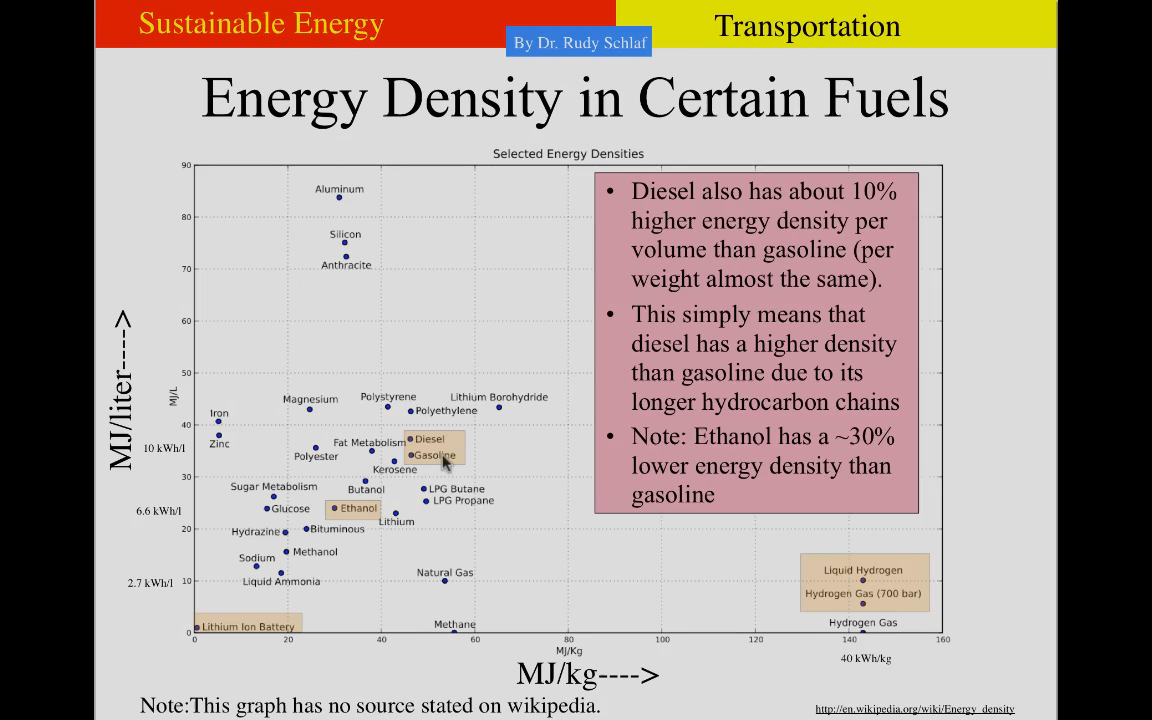 Sustainable Energy
Transportation
By Dr. Rudy Schlaf
Energy Density in Certain Fuels
Selected Energy Densities
• Diesel also has about 10%
higher energy density per
volume than gasoline (per
weight almost the same).
• This simply means that
diesel has a higher density
than gasoline due to its
longer hydrocarbon chains
• Note: Ethanol has a ~30%
lower energy density than
gasoline
90
80
70
60
50
40
30
20
10
0
MJ/liter---->
MJ/L
10 kWh/l
6.6 kWh/l
2.7 kWh/l
Aluminum
Silicon
Anthracite
Magnesium
Polystyrene
Lithium Borohydride
Iron
Polyethylene
Zinc
Fat Metabolism
Diesel
Polyester
Gasoline
Kerosene
Sugar Metabolism
Butanol
LPG Butane
LPG Propane
Glucose
Ethanol
Lithium
Hydrazine
Bituminous
Methanol
Sodium
Liquid Ammonia
Natural Gas
Liquid Hydrogen
Hydrogen Gas (700 bar)
Lithium Ion Battery
Methane
Hydrogen Gas
0 20 40 60 80 100 120 140 160
MJ/Kg
40 kWh/kg
MJ/kg---->
Note:This graph has no source stated on wikipedia.
http://en.wikipedia.org/wiki/Energy_density